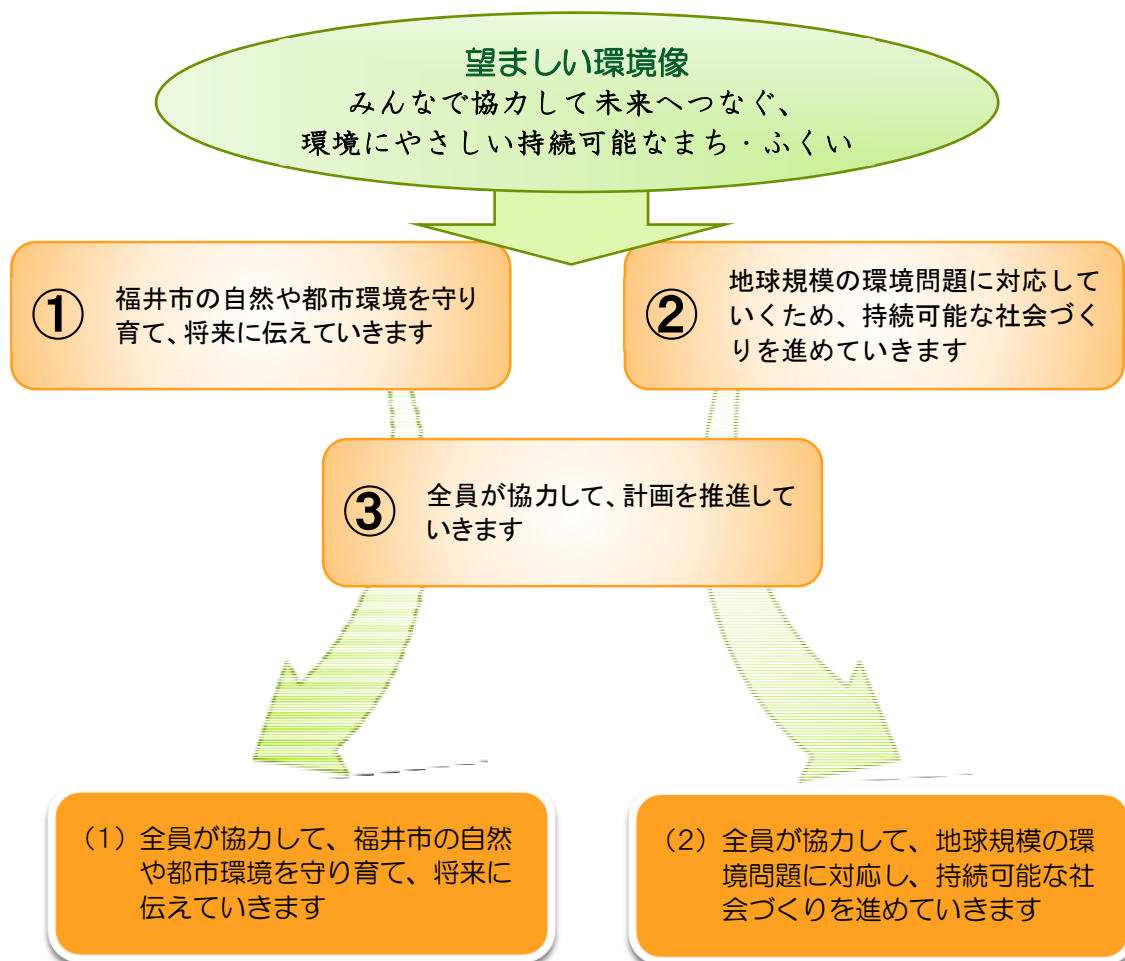 望ましい環境像
みんなで協力して未来へつなぐ、
環境にやさしい持続可能なまち・ふくい
① 福井市の自然や都市環境を守り
育て、将来に伝えていきます
② 地球規模の環境問題に対応して
いくため、持続可能な社会づく
りを進めていきます
③ 全員が協力して、計画を推進して
いきます
（1）全員が協力して、福井市の自然
や都市環境を守り育て、将来に
伝えていきます
（2）全員が協力して、地球規模の環
境問題に対応し、持続可能な社
会づくりを進めていきます